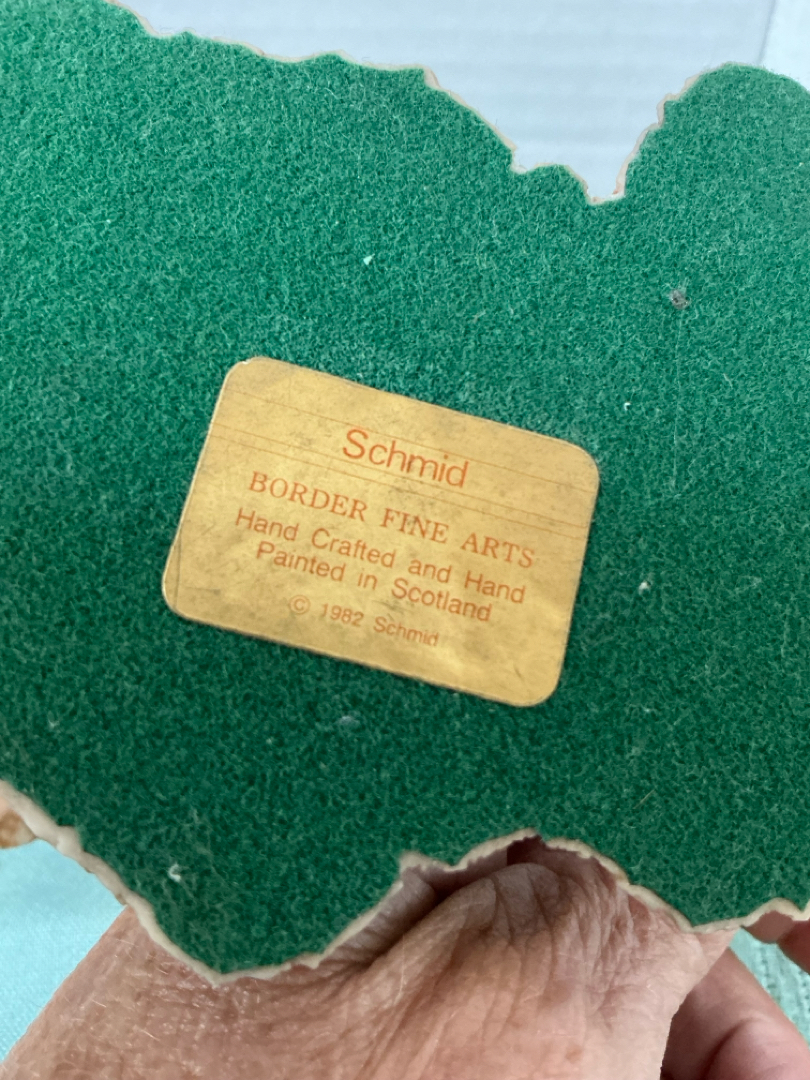 Schmid
BORDER FINE ARTS
Hand Crafted and Hand
Painted in Scotland
© 1982 Schmid